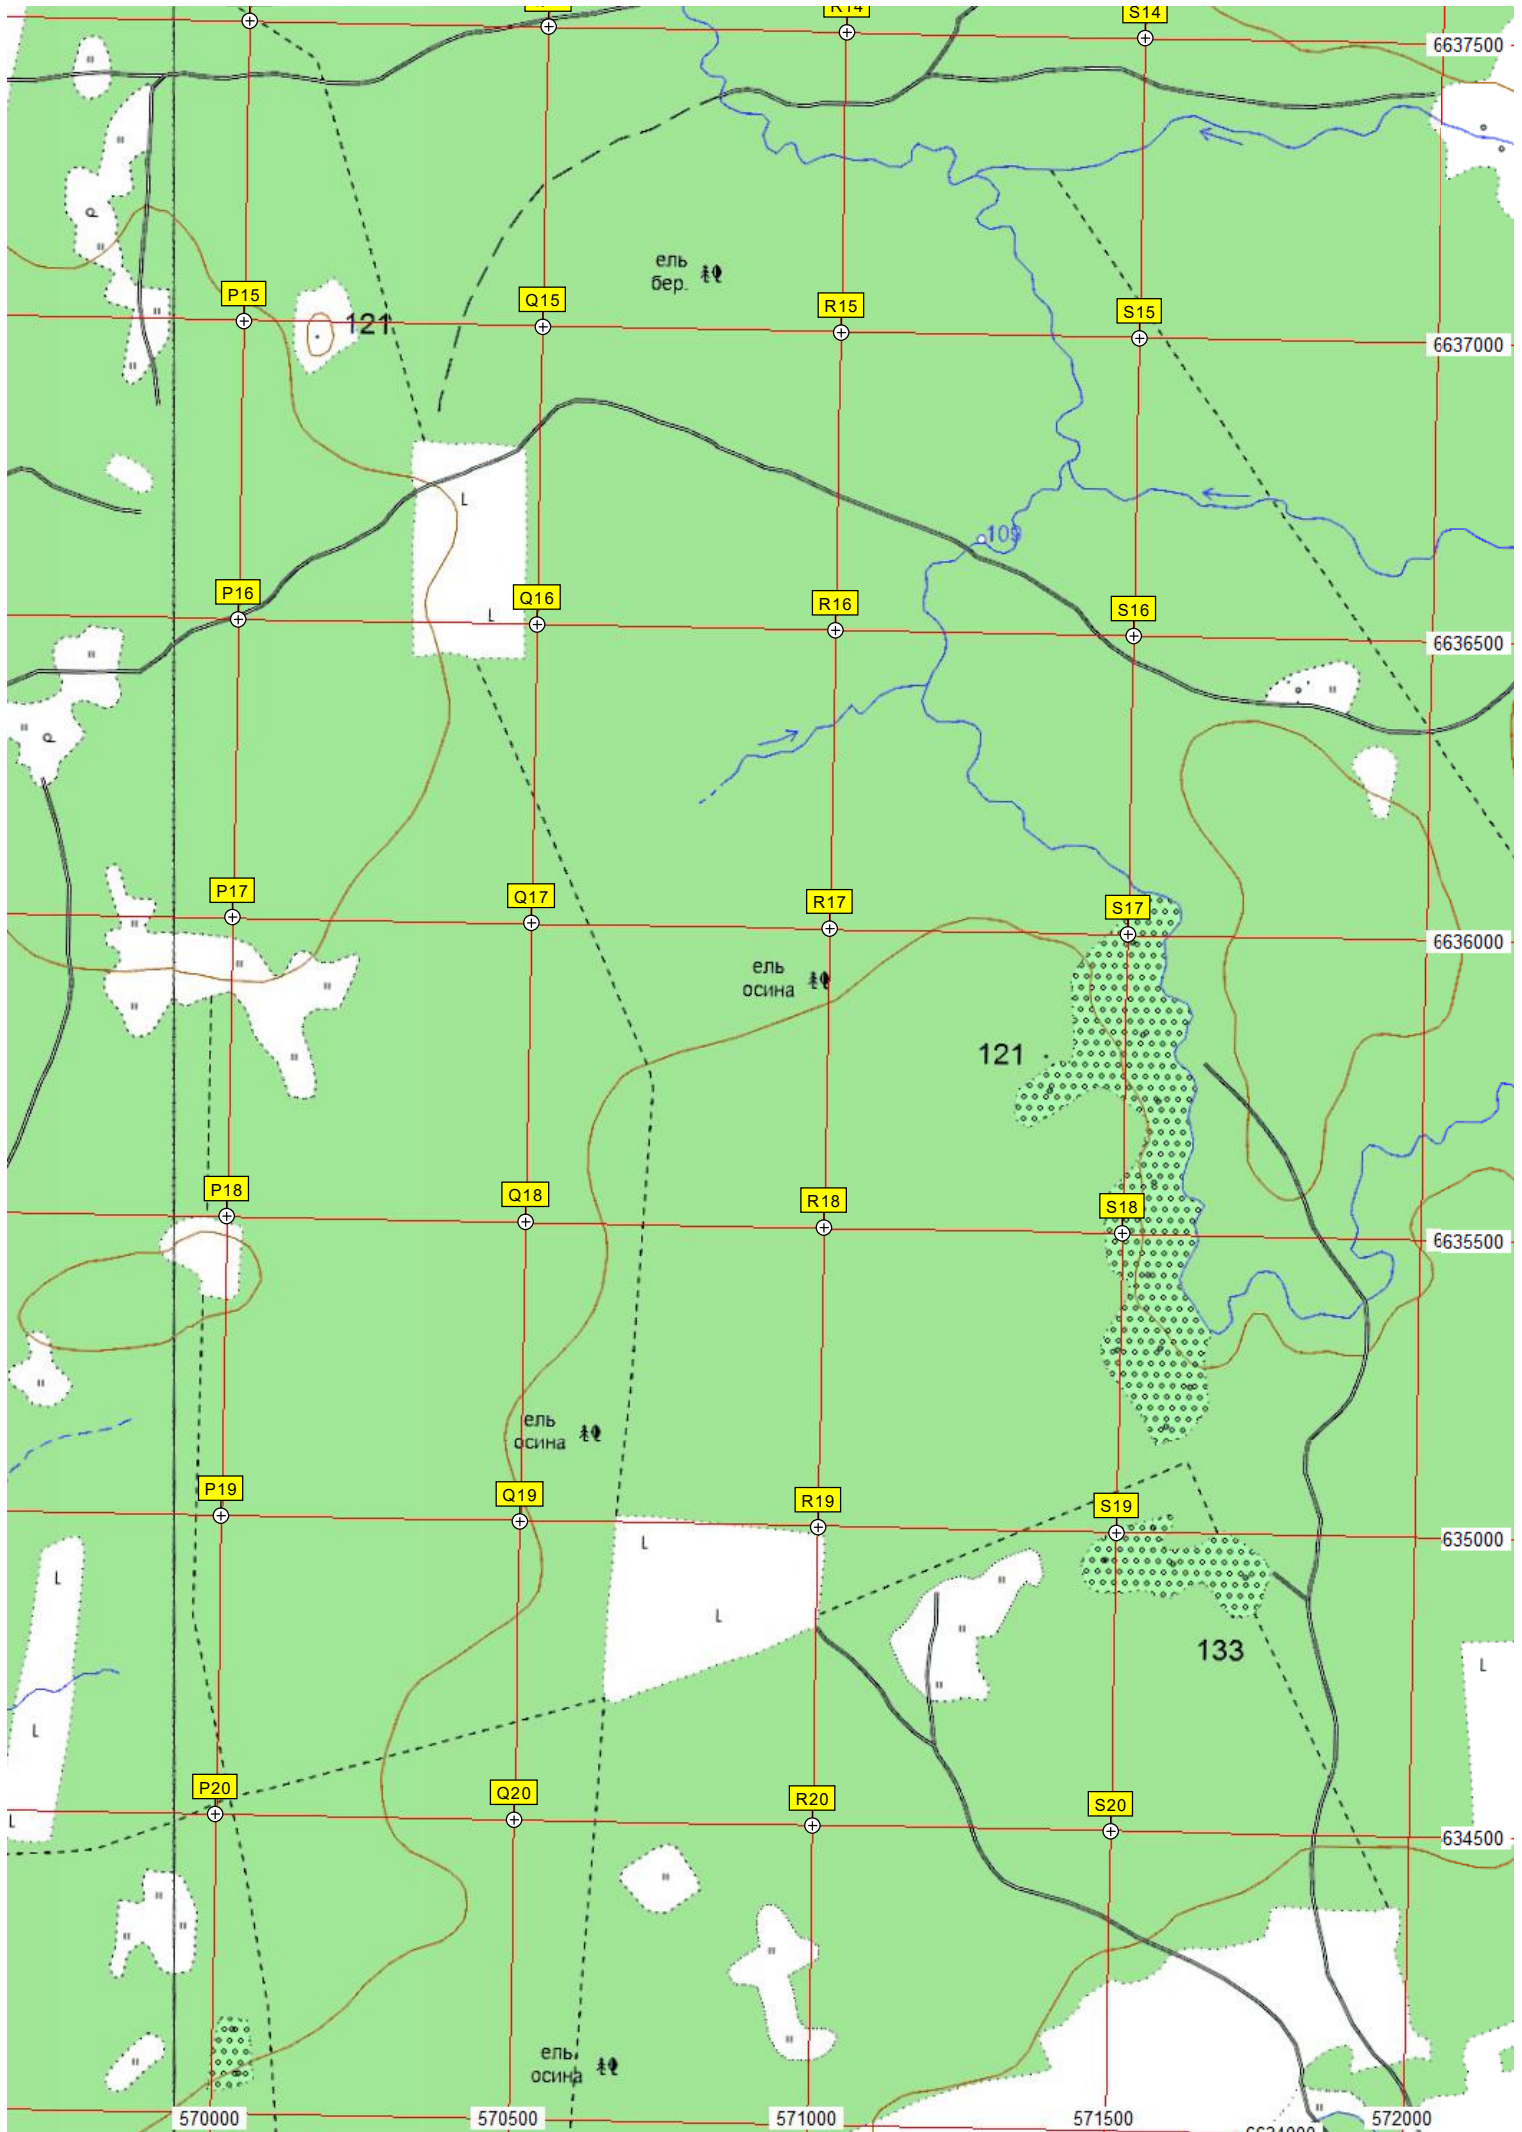 R14
S14
6637500
ель
бер.
P15
121
Q15
R15
S15
6637000
L
109
P16
L
Q16
R16
S16
6636500
P17
Q17
R17
S17
6636000
ель
осина
121
P18
Q18
R18
S18
6635500
ель
осина
P19
Q19
R19
S19
635000
L
L
L
133
L
L
P20
Q20
R20
S20
L
634500
ель
осина
570000
570500
571000
571500
572000